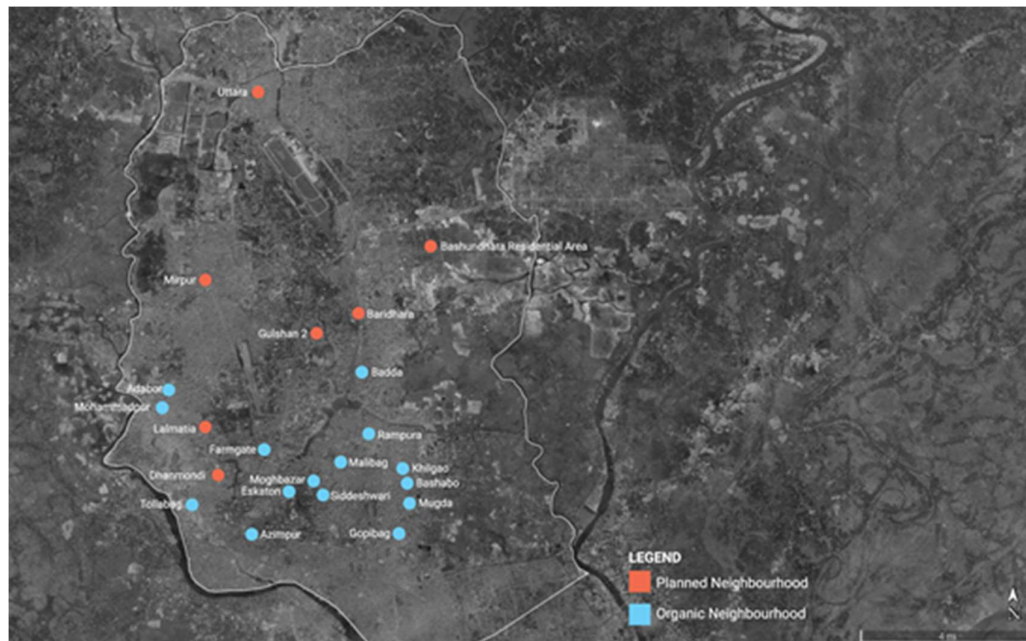 Uttara
Bashundhara Residential Area
Mirpur
Baridhara
Gulshan 2
Badda
Adabor
Mohammadpur
Lalmatia
Rampura
Farmgate
Malibag
Khilgao
Dhanmondi
Moghbazar
Bashabo
Eskaton
Siddeshwari
Tollabag
Mugda
Azimpur
Gopibag
LEGEND
Planned Neighbourhood
Organic Neighbourhood
N